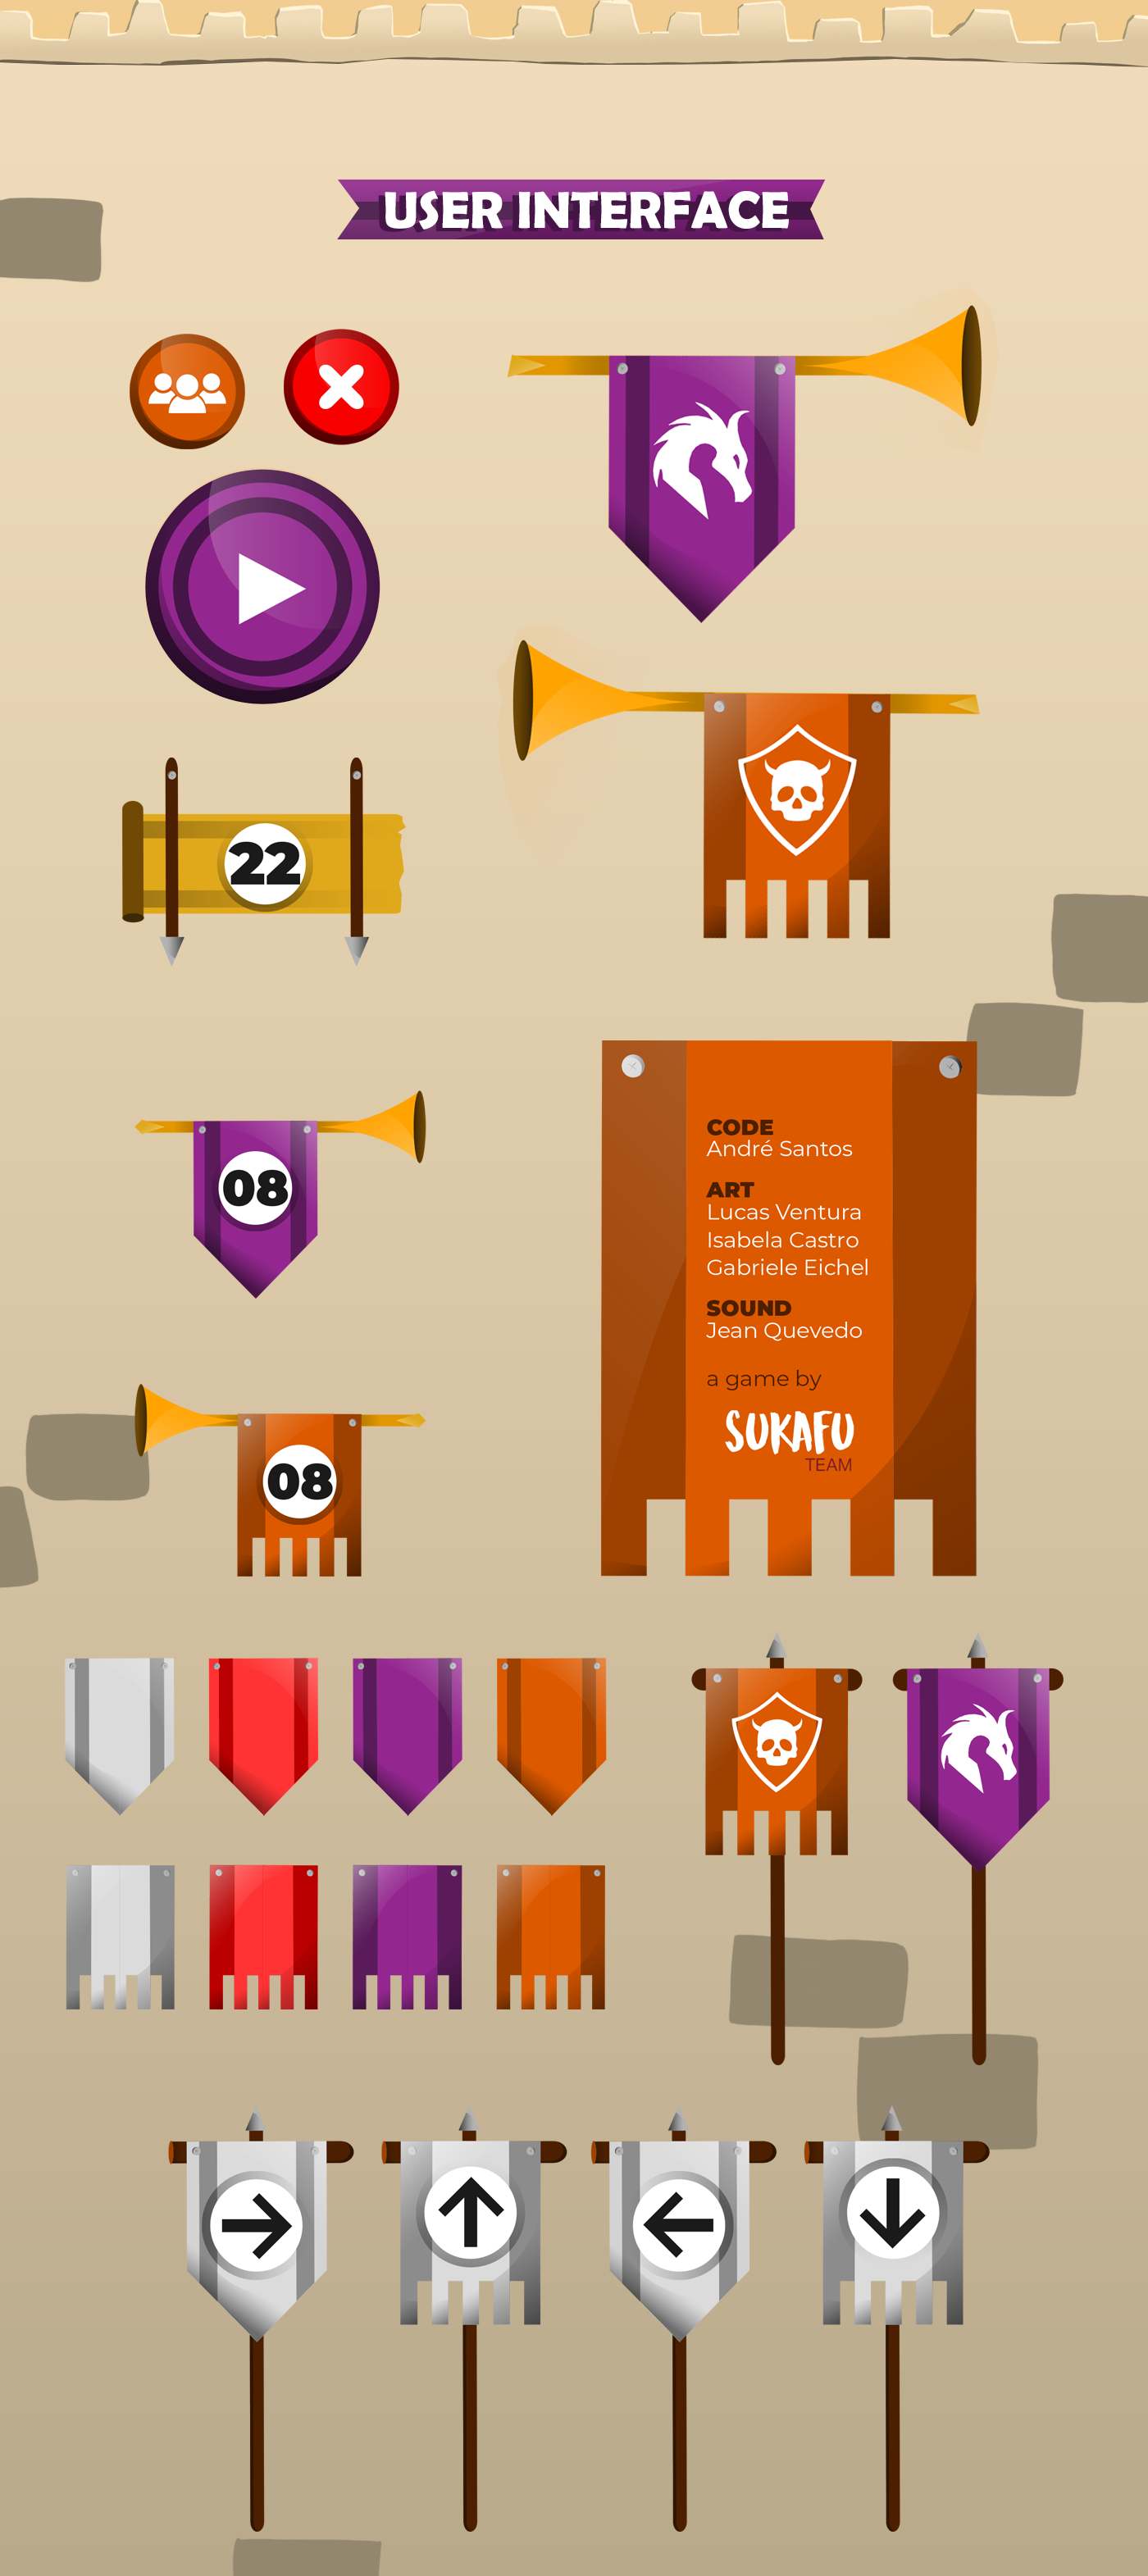 USER INTERFACE
22
08
CODE
André Santos
ART
Lucas Ventura
Isabela Castro
Gabriele Eichel
SOUND
Jean Quevedo
a game by
SUKAFU
TEAM
08